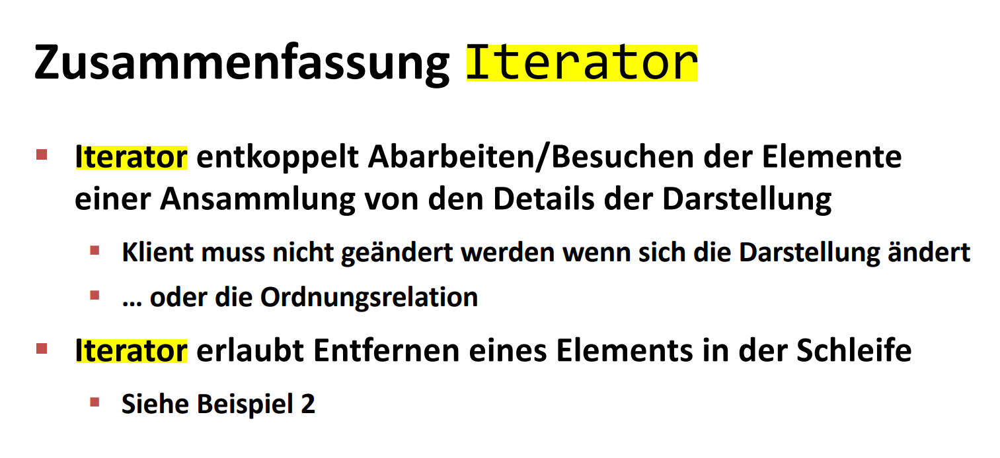 Zusammenfassung Iterator
Iterator entkoppelt Abarbeiten/Besuchen der Elemente
einer Ansammlung von den Details der Darstellung
Klient muss nicht geändert werden wenn sich die Darstellung ändert
… oder die Ordnungsrelation
Iterator erlaubt Entfernen eines Elements in der Schleife
Siehe Beispiel 2